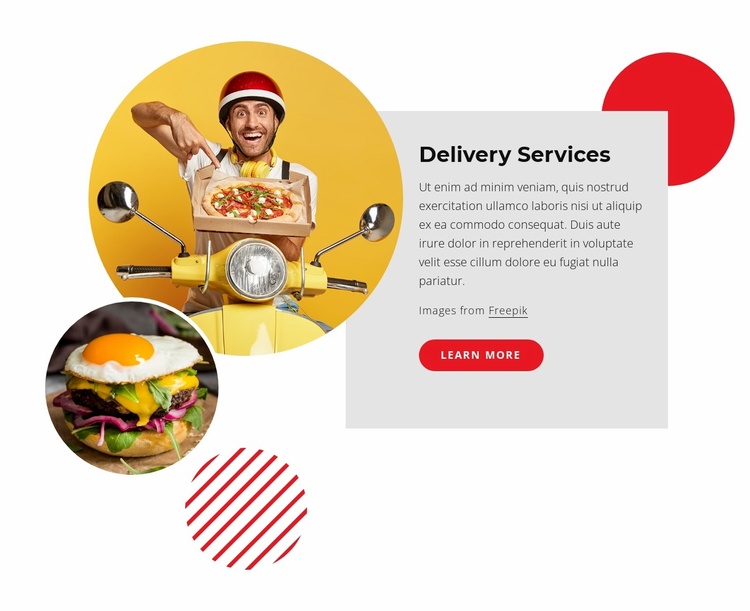 Delivery Services
Ut enim ad minim veniam, quis nostrud
exercitation ullamco laboris nisi ut aliquip
ex ea commodo consequat. Duis aute
irure dolor in reprehenderit in voluptate
velit esse cillum dolore eu fugiat nulla
pariatur.
Images from Freepik
LEARN MORE